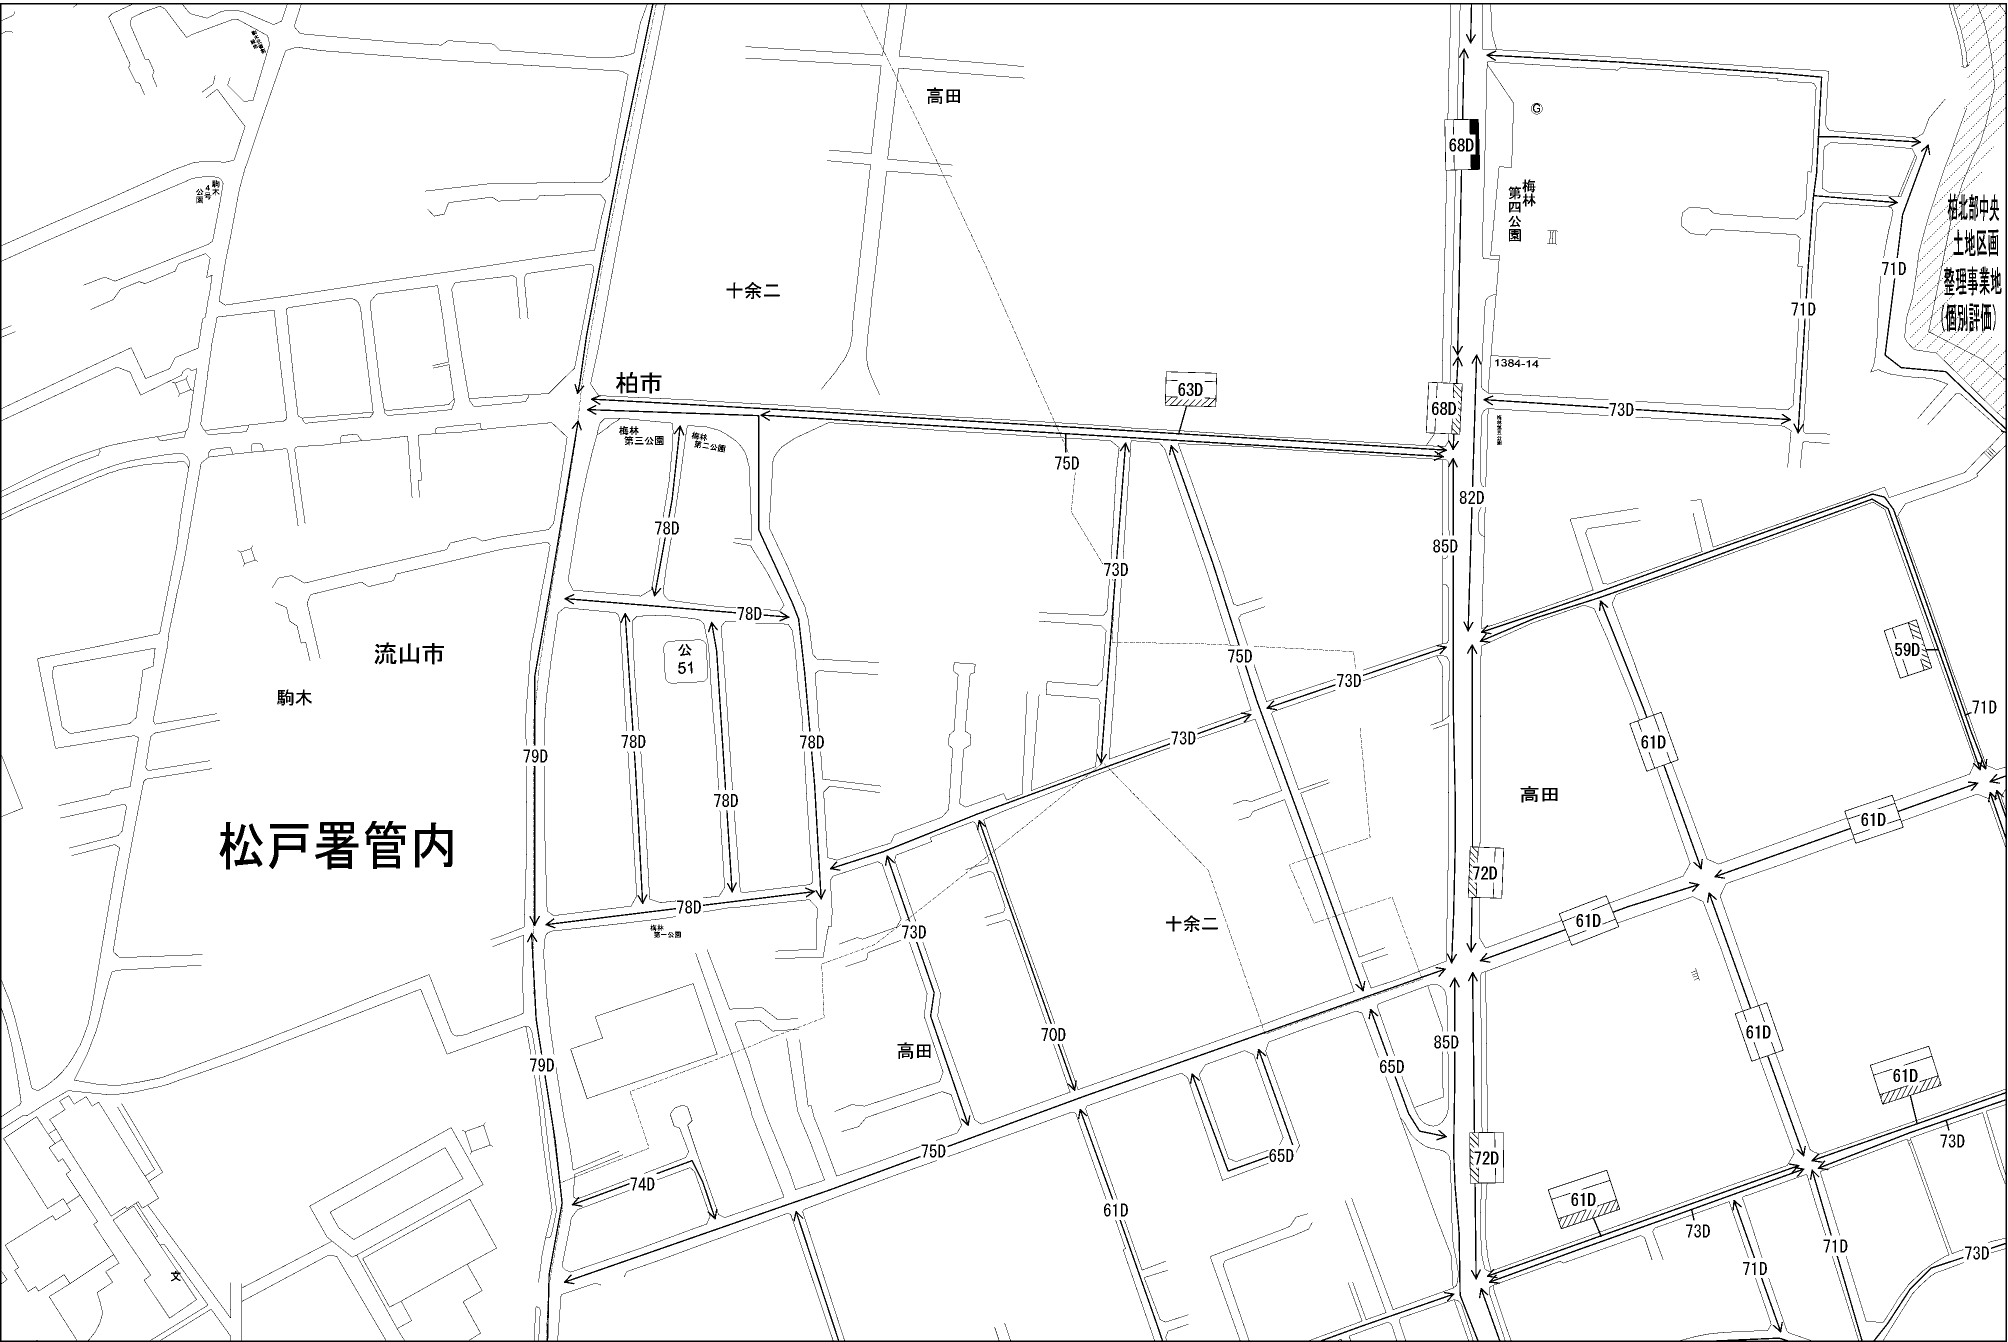 高田
G
68D
駒木
4号
公園
梅林
第四公園
柏北部中央
土地区画
整理事業地
(個別評価)
71D
十余二
71D
1384-14
柏市
63D
68D
73D
梅林
第三公園
梅林
第二公園
75D
82D
78D
85D
73D
78D
公
51
流山市
75D
59D
73D
駒木
71D
78D
78D
73D
61D
79D
高田
78D
61D
松戸署管内
72D
78D
61D
梅林
第一公園
73D
十余二
70D
61D
85D
高田
79D
65D
61D
75D
65D
73D
72D
74D
61D
61D
73D
71D
73D
71D
文